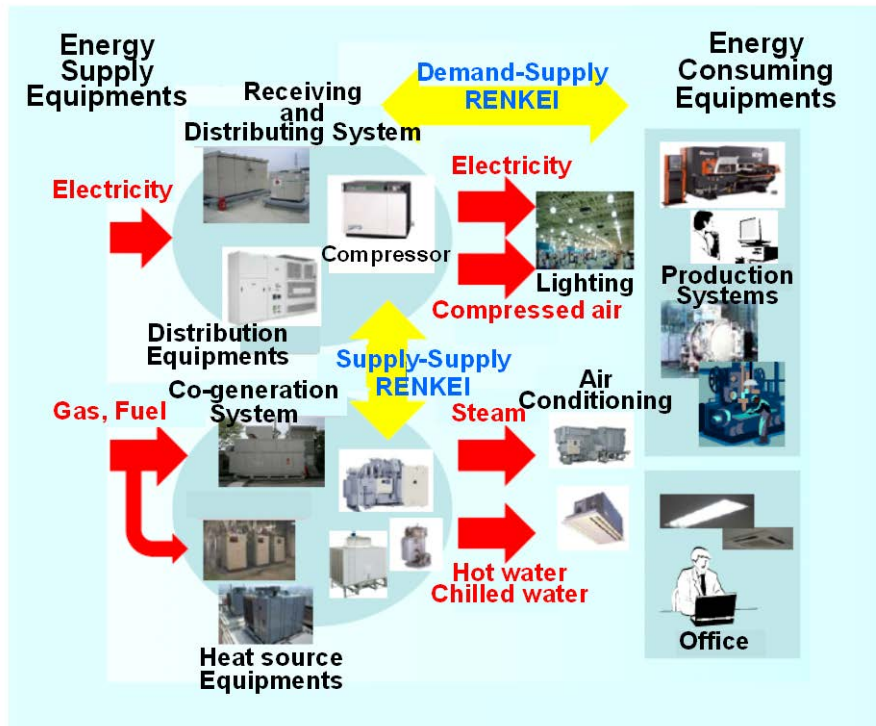 Energy
Supply
Equipments
Receiving
and
Distributing System
Demand-Supply
RENKEI
Energy
Consuming
Equipments
Electricity
Electricity
Compressor
Lighting
Compressed air
Production
Systems
Distribution
Equipments
Supply-Supply
RENKEI
Co-generation
System
Gas, Fuel
Steam
Air
Conditioning
Hot water
Chilled water
Heat source
Equipments
Office